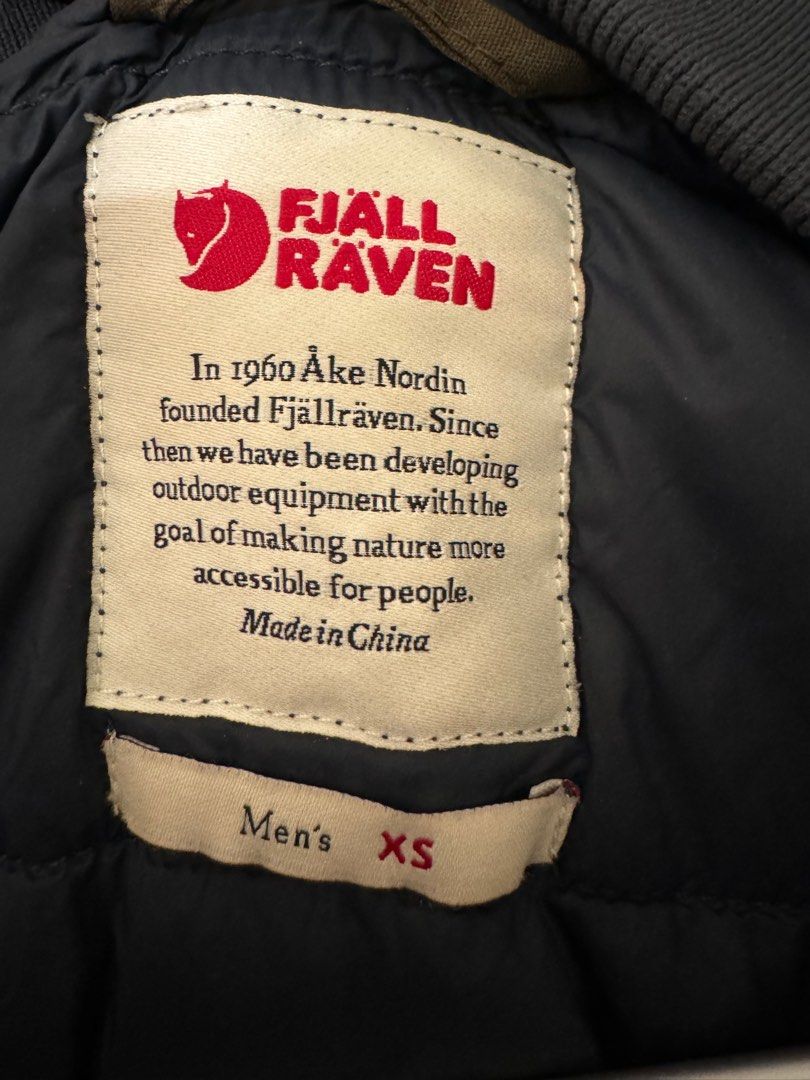 FJÄLL
RÄVEN
In 1960 Åke Nordin
founded Fjällräven. Since
then we have been developing
outdoor equipment with the
goal of making nature more
accessible for people.
Made in China
Men's XS